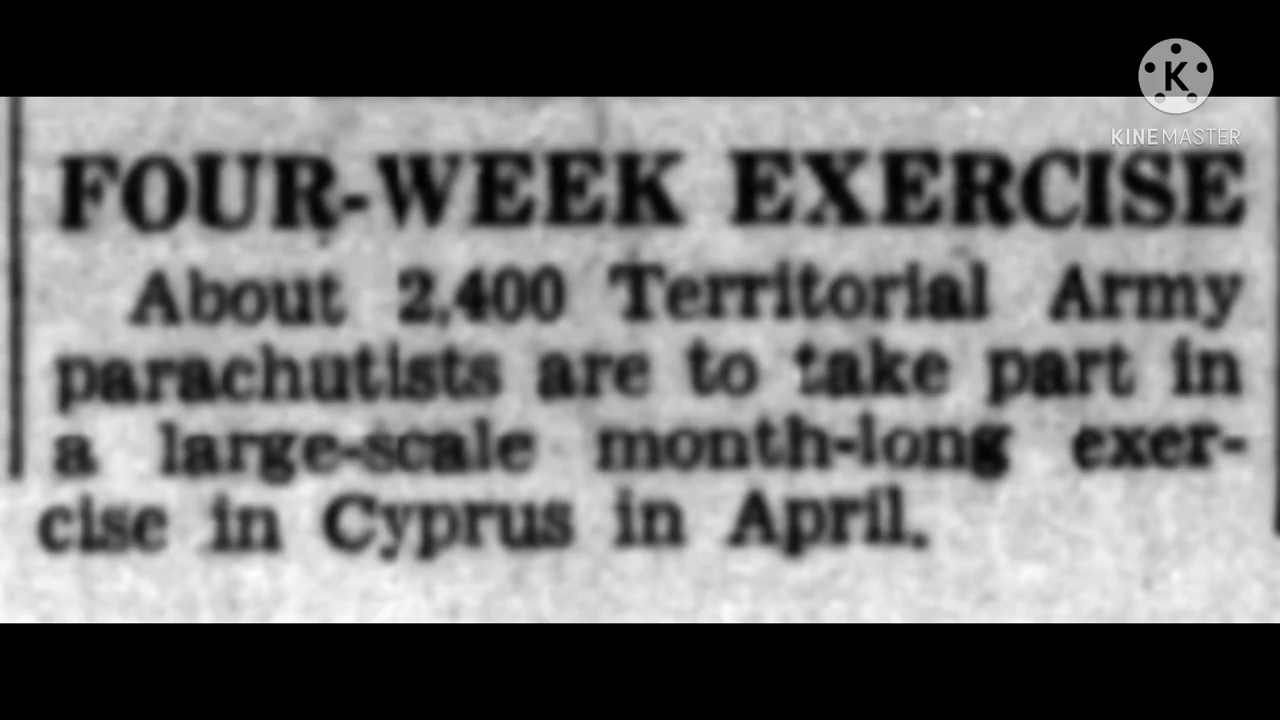 K
KINEMASTER
FOUR-WEEK EXERCISE
About 2,400 Territorial Army
parachutists are to take part in
a large-scale month-long exer-
cise in Cyprus in April.